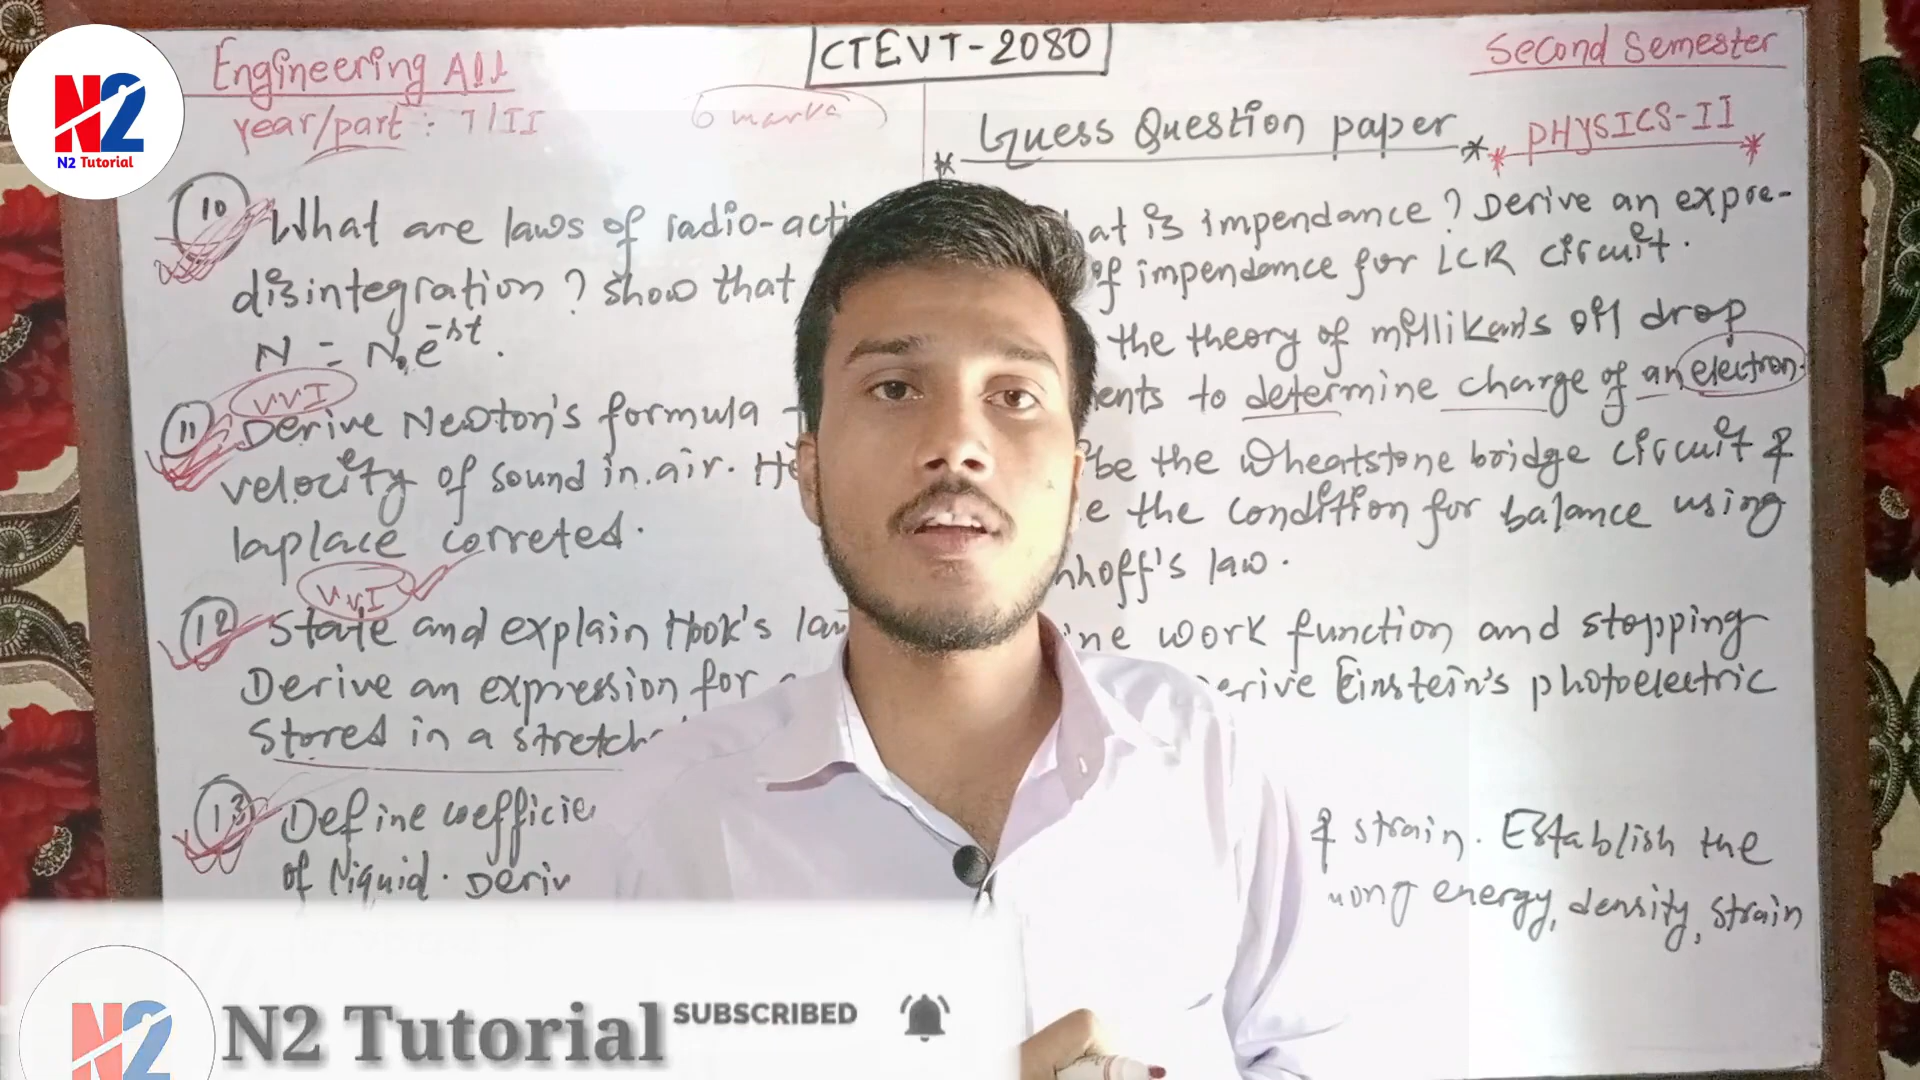 N2
N2 Tutorial
Engineering All
year/part: I/II
6 marks
CTEVT-2080
Second Semester
Guess Question paper
PHYSICS-II
10 What are laws of radio-acti
disintegration? show that
N = N₀e^-λt.
VVI
11 Derive Newton's formula
velocity of sound in air.
laplace correted.
VVI
12 State and explain Hook's la
Derive an expression for
stored in a stretch
13 Define coefficie
of liquid. Deriv
at is impendance? Derive an expre-
of impendance for LCR circuit.
the theory of millikan's oil drop
ents to determine charge of an electron.
be the wheatstone bridge circuit &
e the condition for balance using
hhoff's law.
ne work function and stopping
erive Einstein's photoelectric
& strain. Establish the
mong energy, density, strain
N2
N2 Tutorial
SUBSCRIBED